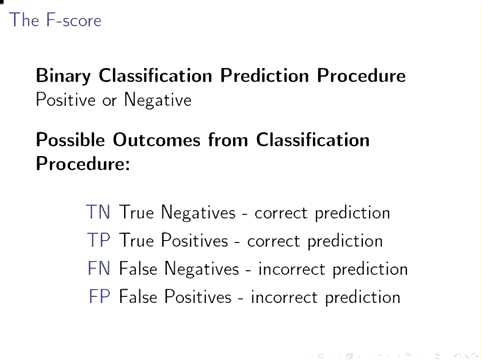 The F-score
Binary Classification Prediction Procedure
Positive or Negative
Possible Outcomes from Classification
Procedure:
TN True Negatives - correct prediction
TP True Positives - correct prediction
FN False Negatives - incorrect prediction
FP False Positives - incorrect prediction